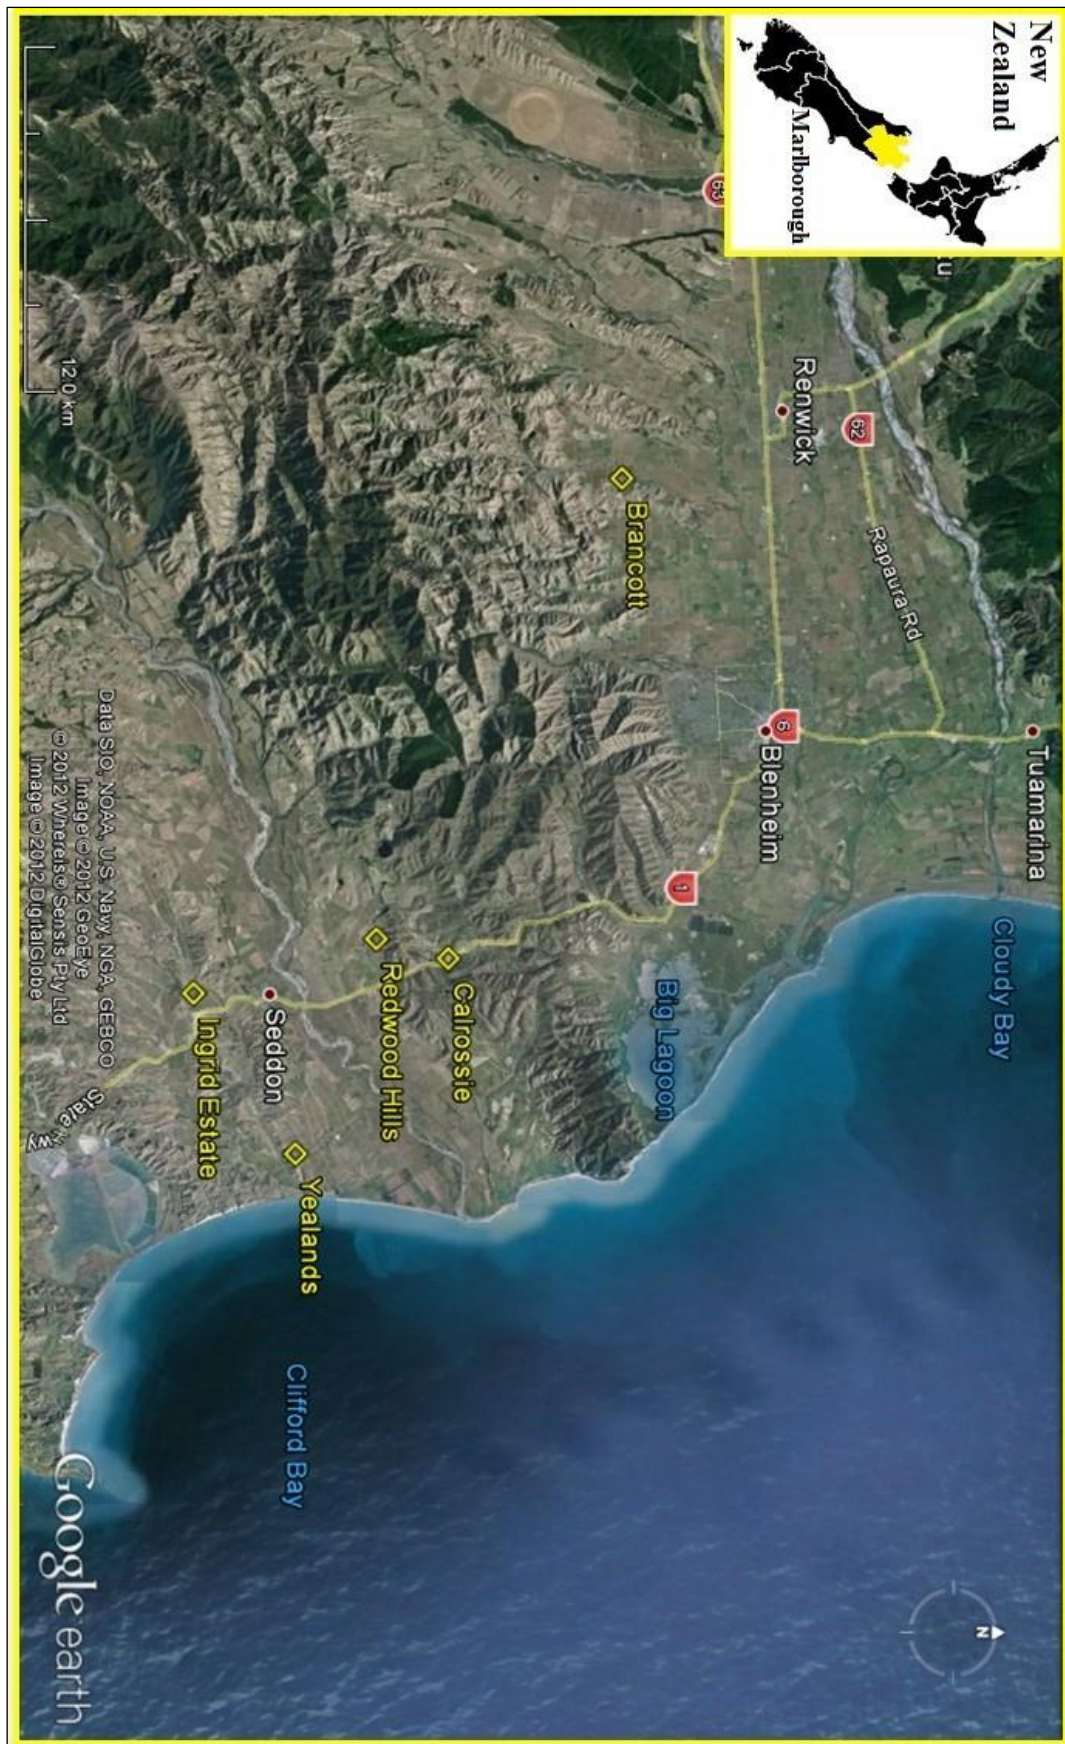 New
Zealand
Marlborough
63
Renwick
62
Rapaura Rd
Tuamarina
6
Blenheim
1
Cloudy Bay
Big Lagoon
Brancott
Calrossie
Redwood Hills
Seddon
Ingrid Estate
Yealands
Clifford Bay
State
wy
12.0 km
Data SIO, NOAA, U.S. Navy, NGA, GEBCO
Image © 2012 GeoEye
© 2012 Whereis® Sensis Pty Ltd
Image © 2012 DigitalGlobe
Google earth
N